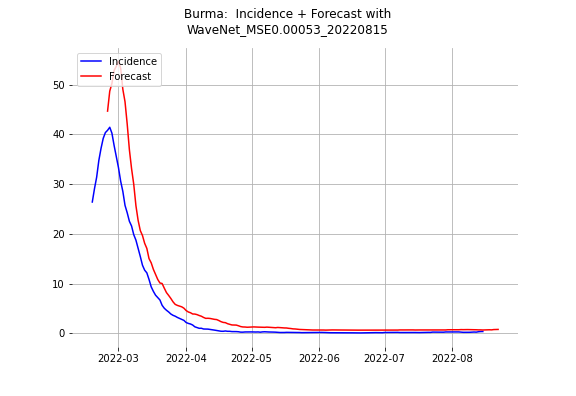 Burma:  Incidence + Forecast with
WaveNet_MSE0.00053_20220815
Incidence
Forecast
50
40
30
20
10
0
2022-03 2022-04 2022-05 2022-06 2022-07 2022-08